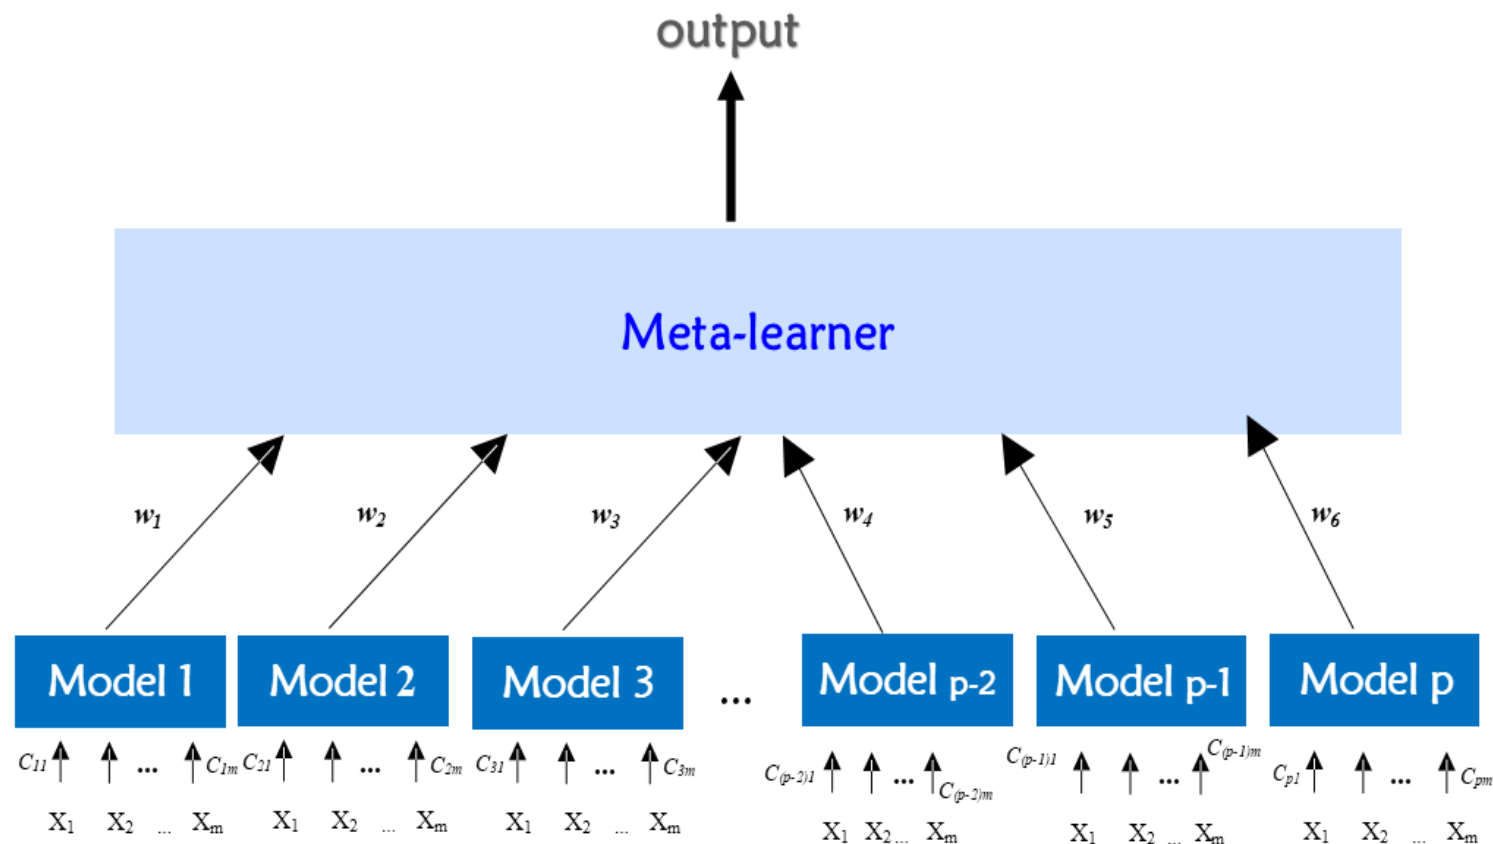 output
Meta-learner
w1 w2 w3 w4 w5 w6
Model 1 Model 2 Model 3 ... Model p-2 Model p-1 Model p
C11 ... C1m C21 ... C2m C31 ... C3m C(p-2)1 ... C(p-2)m C(p-1)1 ... C(p-1)m Cp1 ... Cpm
X1 X2 ... Xm X1 X2 ... Xm X1 X2 ... Xm X1 X2 ... Xm X1 X2 ... Xm X1 X2 ... Xm